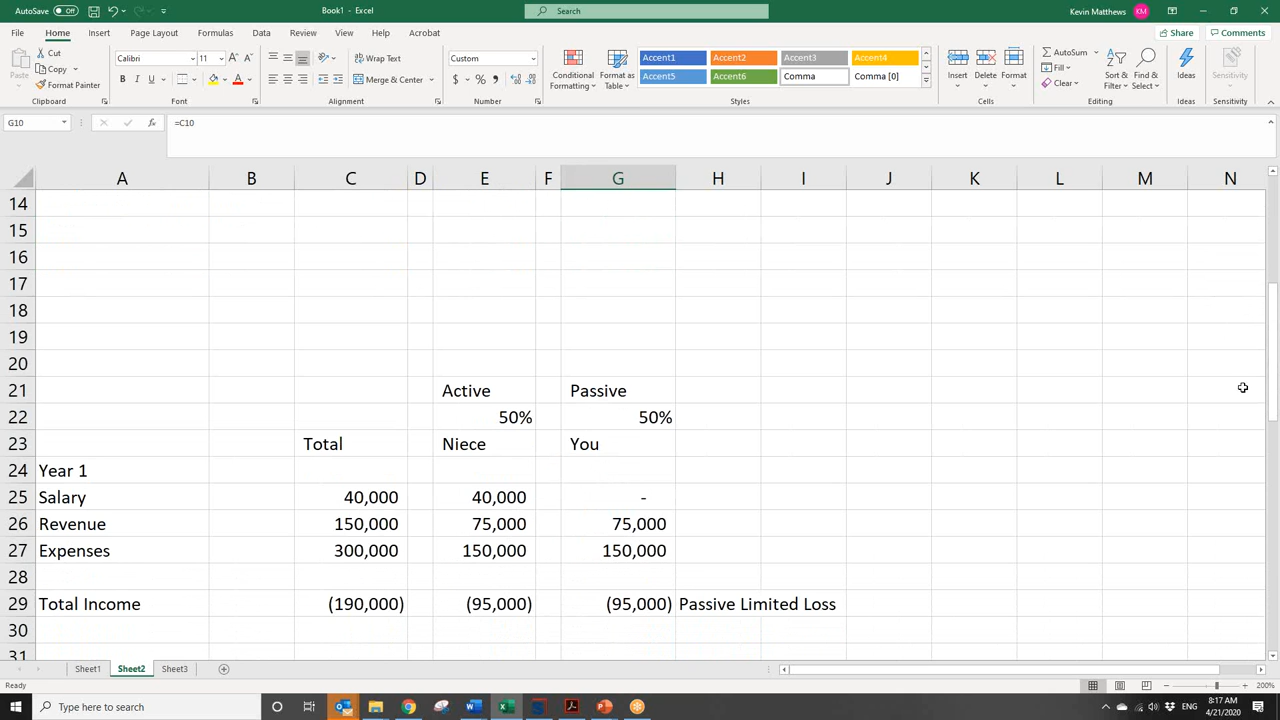 AutoSave Off Book1 - Excel Search Kevin Matthews KM
File Home Insert Page Layout Formulas Data Review View Help Acrobat Share Comments
Paste Cut Copy Format Painter Clipboard
Calibri 11 B I U Font
Wrap Text Merge & Center Alignment
Custom $ % Number
Conditional Formatting Format as Table
Accent1 Accent2 Accent3 Accent4
Accent5 Accent6 Comma Comma [0]
Styles
Insert Delete Format Cells
AutoSum Fill Clear Sort & Filter Find & Select Editing
Ideas Ideas
Sensitivity Sensitivity
G10 fx =C10
A B C D E F G H I J K L M N
14
15
16
17
18
19
20
21 Active Passive
22 50% 50%
23 Total Niece You
24 Year 1
25 Salary 40,000 40,000 -
26 Revenue 150,000 75,000 75,000
27 Expenses 300,000 150,000 150,000
28
29 Total Income (190,000) (95,000) (95,000) Passive Limited Loss
30
31
Sheet1 Sheet2 Sheet3
Ready 200%
Type here to search 8:17 AM
4/21/2020